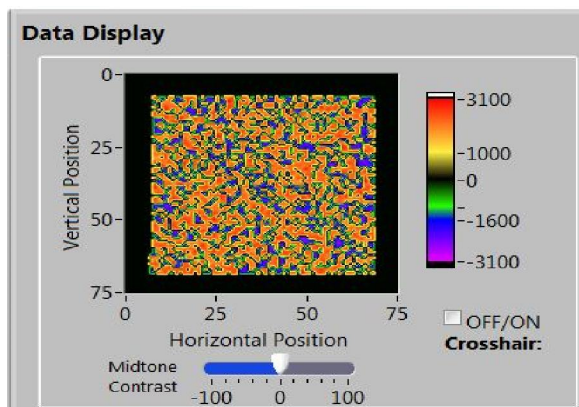 Data Display
0
25
50
75
Vertical Position
0 25 50 75
Horizontal Position
3100
1000
0
-1600
-3100
OFF/ON
Crosshair:
Midtone
Contrast
-100 0 100